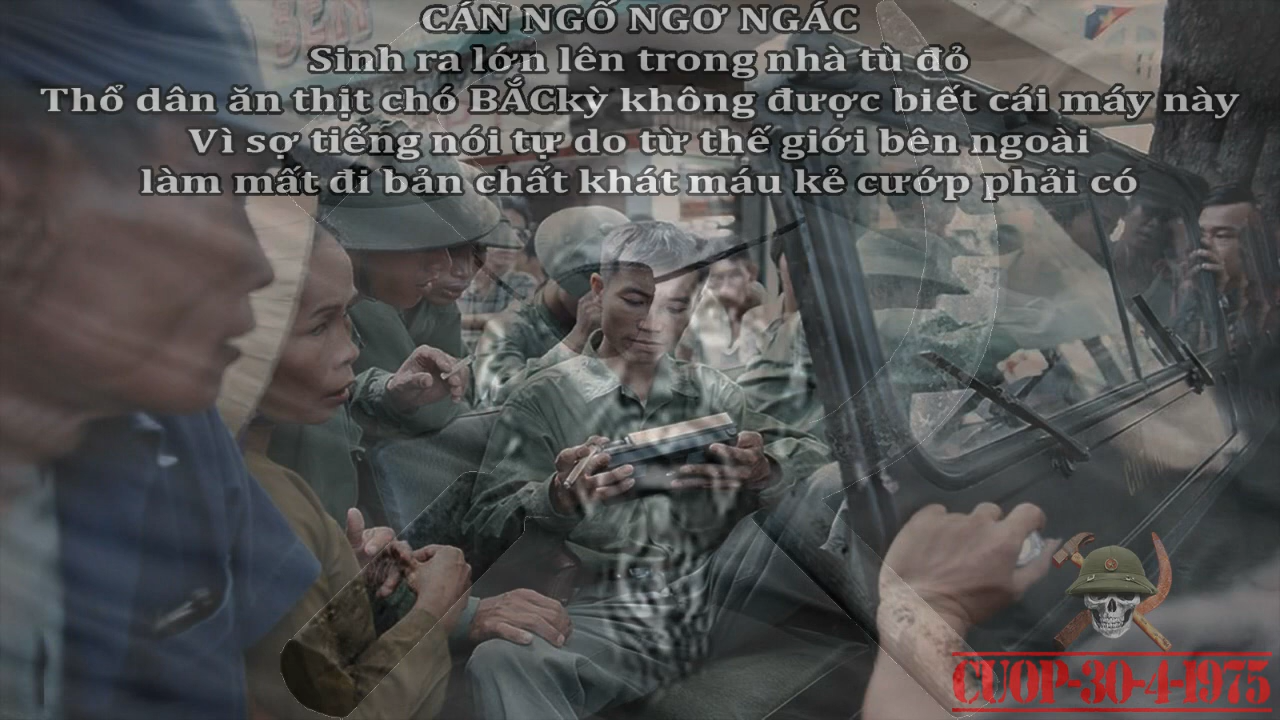 CÁN NGỐ NGƠ NGÁC
Sinh ra lớn lên trong nhà tù đỏ
Thổ dân ăn thịt chó BẮCkỳ không được biết cái máy này
Vì sợ tiếng nói tự do từ thế giới bên ngoài
làm mất đi bản chất khát máu kẻ cướp phải có
BẾN
CUOP-30-4-1975